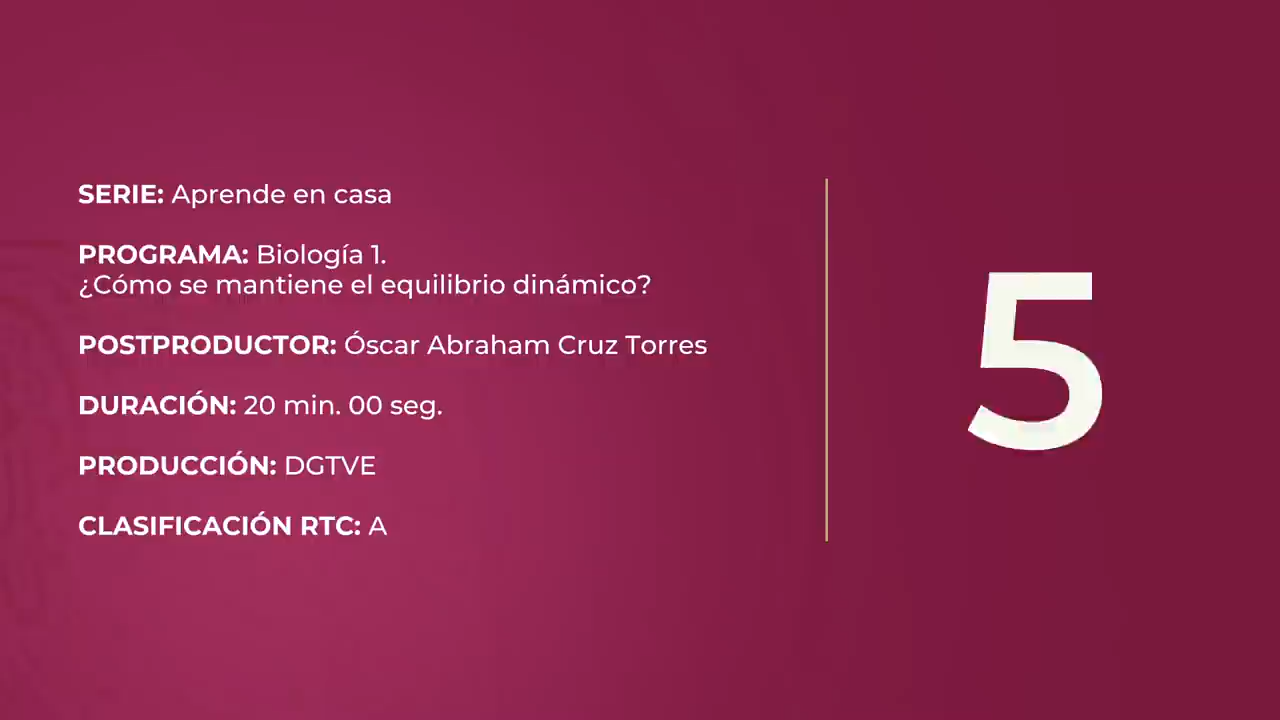 SERIE: Aprende en casa
PROGRAMA: Biología 1.
¿Cómo se mantiene el equilibrio dinámico?
POSTPRODUCTOR: Óscar Abraham Cruz Torres
DURACIÓN: 20 min. 00 seg.
PRODUCCIÓN: DGTVE
CLASIFICACIÓN RTC: A
5